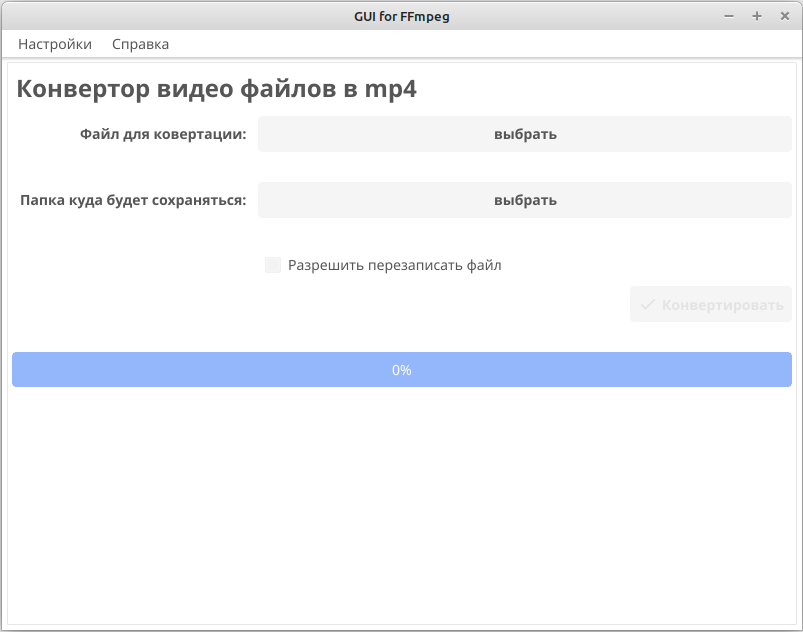 GUI for FFmpeg
Настройки Справка
Конвертор видео файлов в mp4
Файл для ковертации: выбрать
Папка куда будет сохраняться: выбрать
Разрешить перезаписать файл
Конвертировать
0%